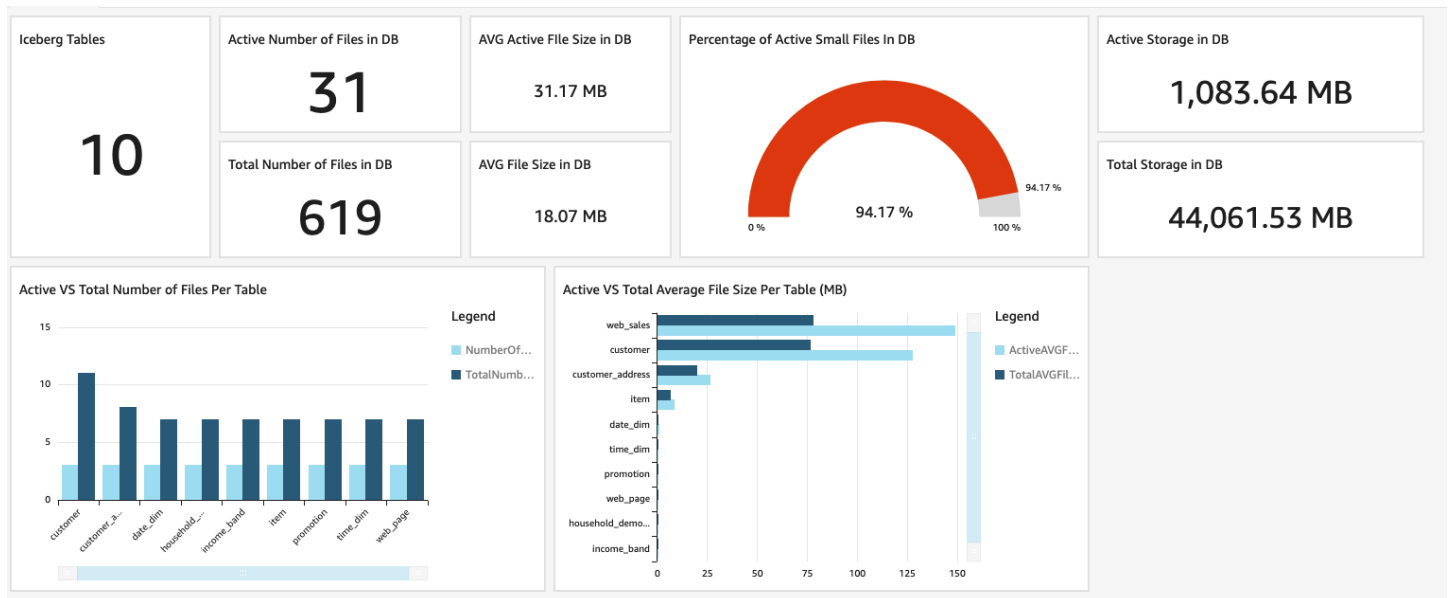 Iceberg Tables
10
Active Number of Files in DB
31
Total Number of Files in DB
619
AVG Active FIle Size in DB
31.17 MB
AVG File Size in DB
18.07 MB
Percentage of Active Small Files In DB
94.17 %
94.17 %
0 %
100 %
Active Storage in DB
1,083.64 MB
Total Storage in DB
44,061.53 MB
Active VS Total Number of Files Per Table
15
10
5
0
customer
customer_a...
date_dim
household_...
income_band
item
promotion
time_dim
web_page
Legend
NumberOf...
TotalNumb...
Active VS Total Average File Size Per Table (MB)
web_sales
customer
customer_address
item
date_dim
time_dim
promotion
web_page
household_demo...
income_band
0 25 50 75 100 125 150
Legend
ActiveAVGF...
TotalAVGFil...